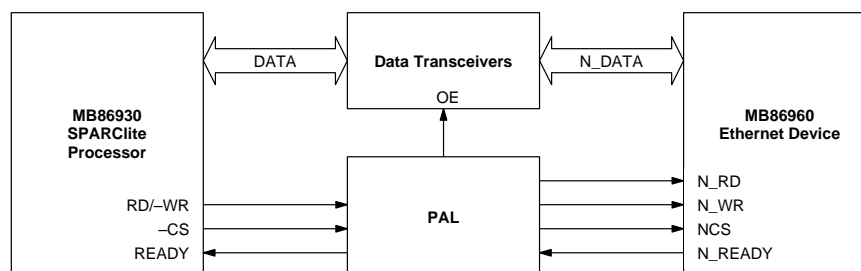 MB86930
SPARClite
Processor
RD/–WR
–CS
READY
DATA
Data Transceivers
OE
N_DATA
PAL
MB86960
Ethernet Device
N_RD
N_WR
NCS
N_READY